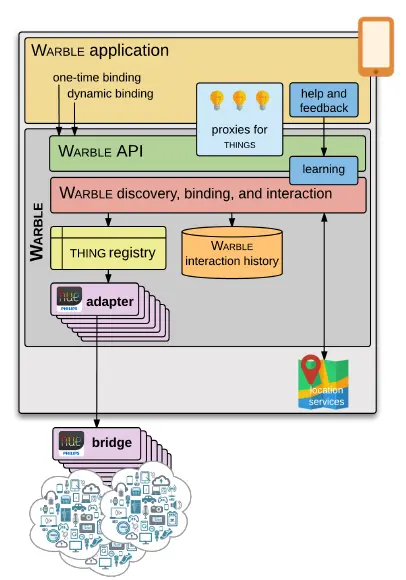 WARBLE application
one-time binding
dynamic binding
help and
feedback
proxies for
THINGS
WARBLE API
learning
WARBLE discovery, binding, and interaction
WARBLE
THING registry
WARBLE
interaction history
hue
PHILIPS
adapter
location
services
hue
PHILIPS
bridge